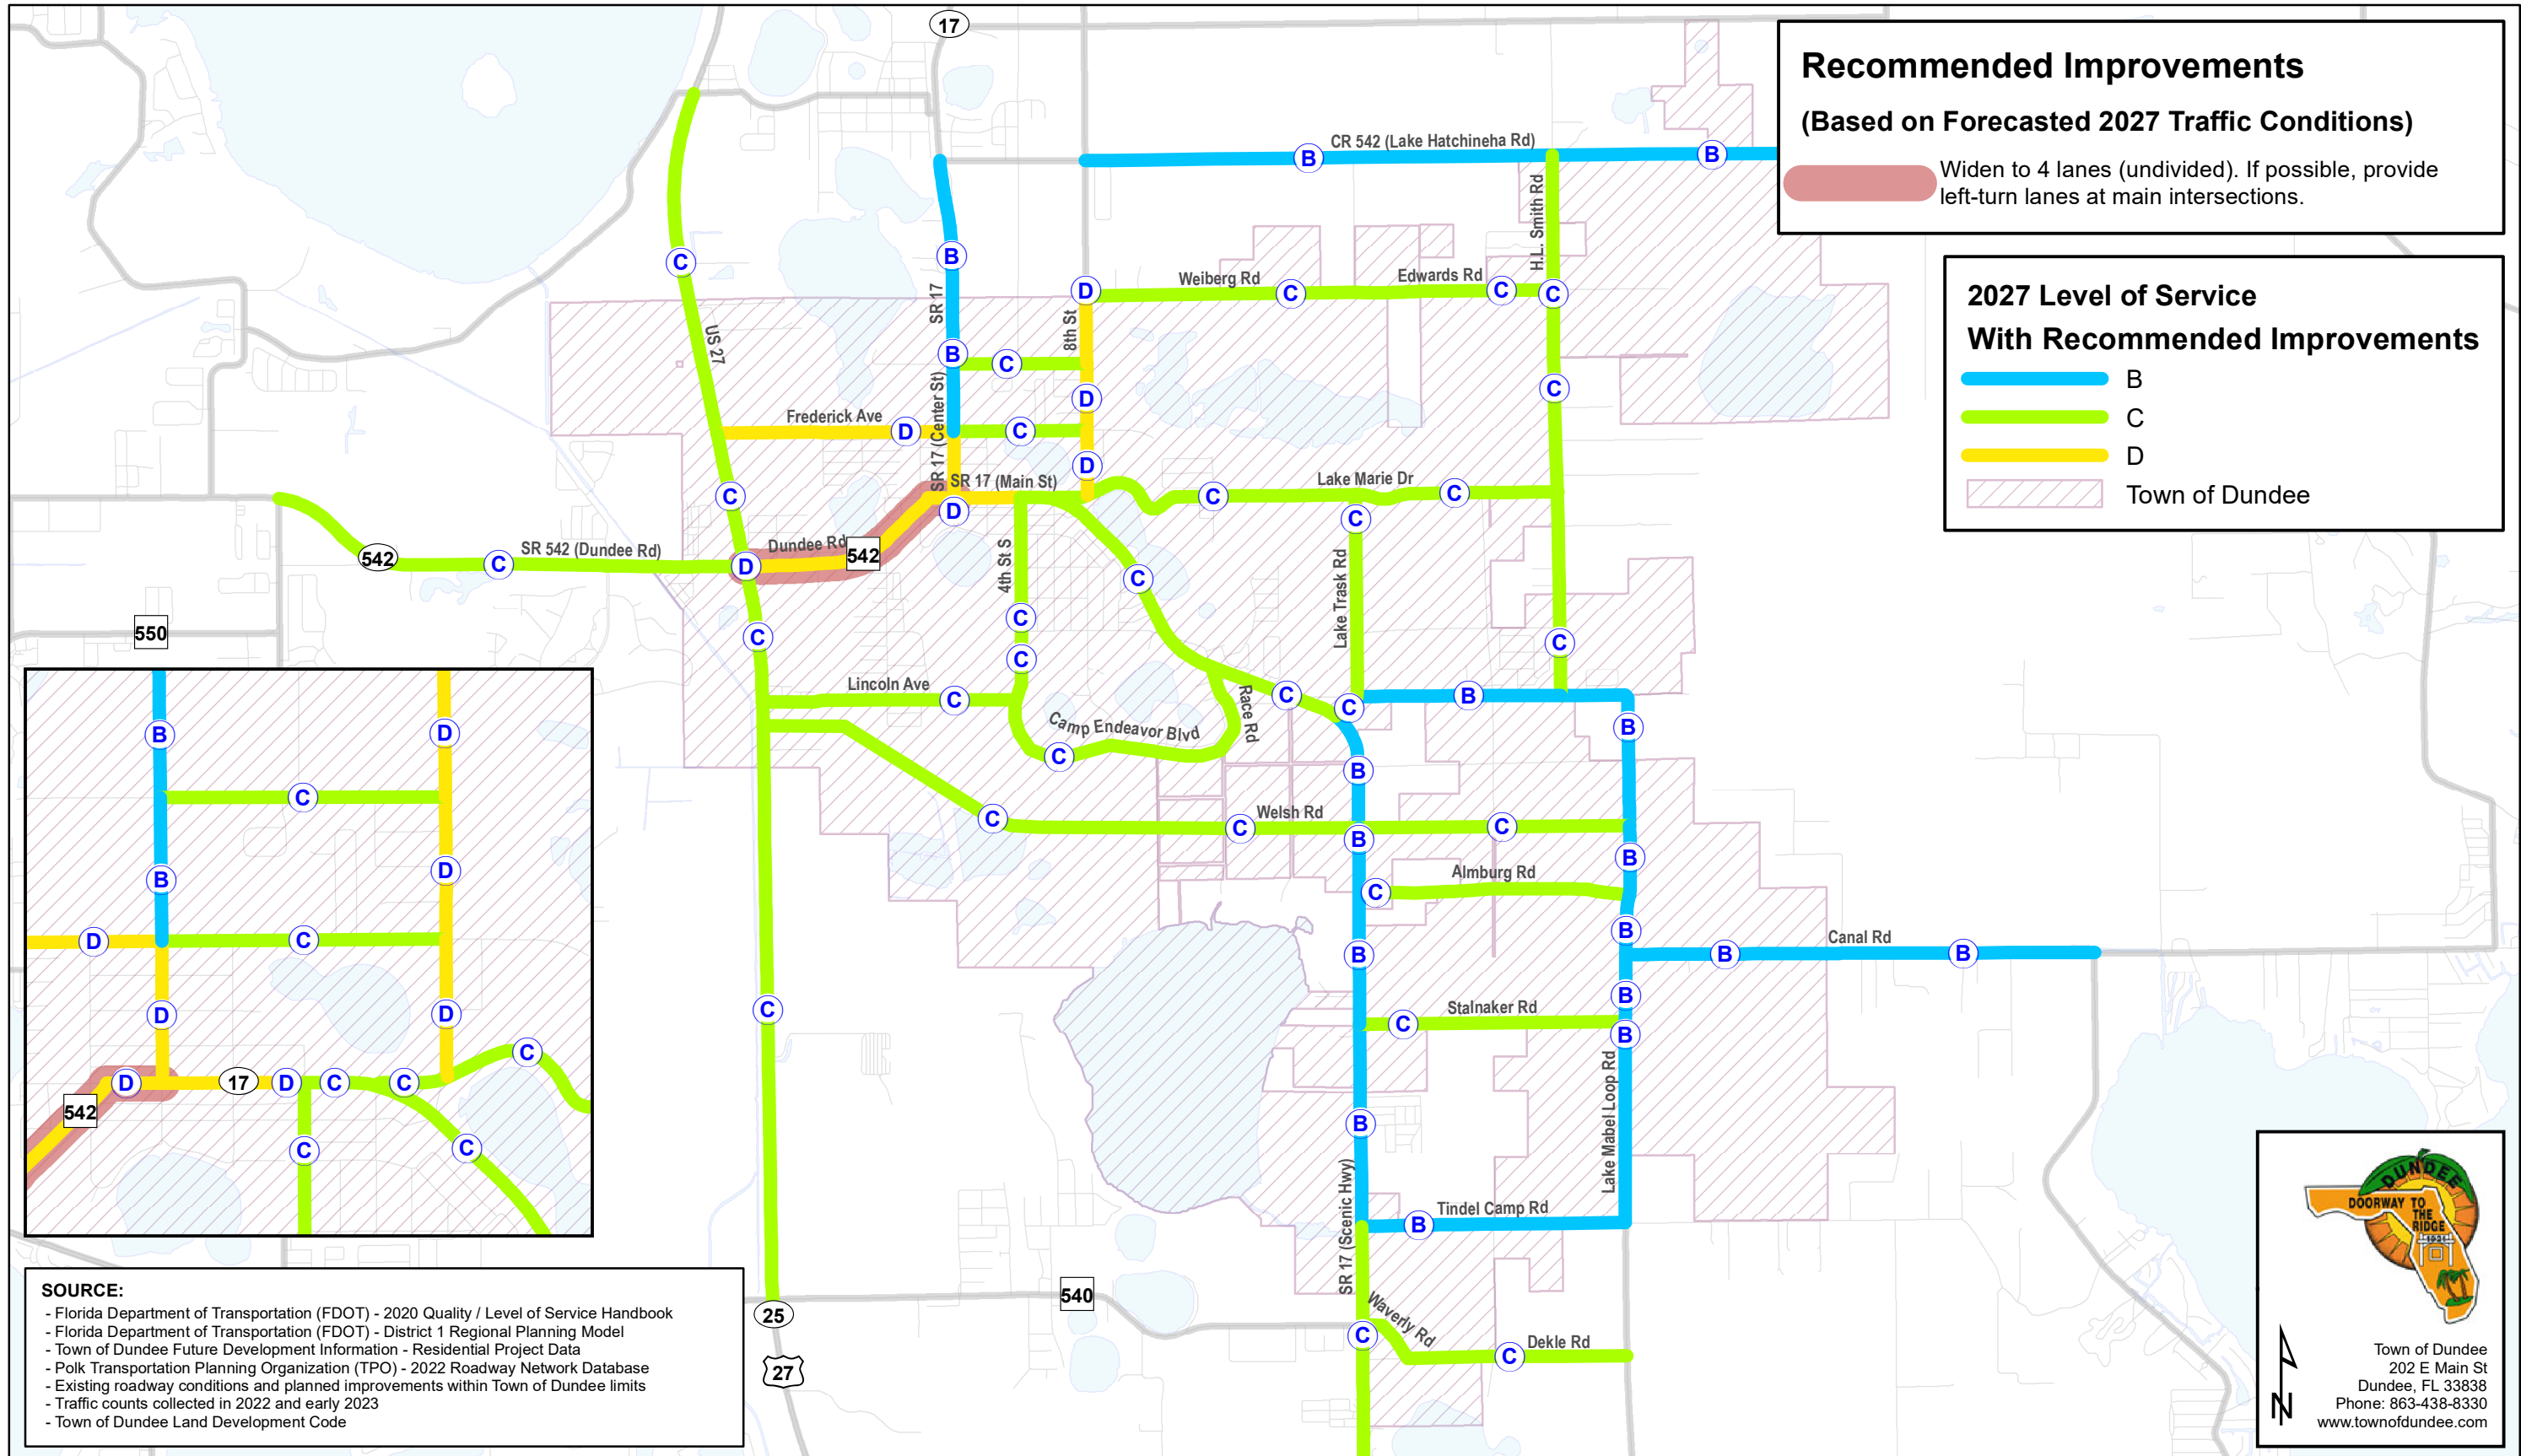 Recommended Improvements
(Based on Forecasted 2027 Traffic Conditions)
Widen to 4 lanes (undivided). If possible, provide
left-turn lanes at main intersections.
2027 Level of Service
With Recommended Improvements
B
C
D
Town of Dundee
17
CR 542 (Lake Hatchineha Rd)
B
B
H.L. Smith Rd
B
C
SR 17
US 27
8th St
D
Weiberg Rd
C
Edwards Rd
C
C
B
C
C
D
SR 17 (Center St)
Frederick Ave
D
C
D
C
SR 17 (Main St)
D
Lake Marie Dr
C
C
C
542
C
SR 542 (Dundee Rd)
D
Dundee Rd
542
4th St S
C
Lake Trask Rd
550
C
C
C
C
Lincoln Ave
C
Camp Endeavor Blvd
C
Race Rd
C
C
B
B
B
C
Welsh Rd
C
C
B
B
Almburg Rd
C
B
B
Canal Rd
B
B
C
Stalnaker Rd
C
B
B
B
Lake Mabel Loop Rd
SR 17 (Scenic Hwy)
Tindel Camp Rd
B
540
25
27
Waverly Rd
C
Dekle Rd
C
B
D
C
B
D
D
C
D
D
C
D
17
D
C
C
542
C
C
SOURCE:
- Florida Department of Transportation (FDOT) - 2020 Quality / Level of Service Handbook
- Florida Department of Transportation (FDOT) - District 1 Regional Planning Model
- Town of Dundee Future Development Information - Residential Project Data
- Polk Transportation Planning Organization (TPO) - 2022 Roadway Network Database
- Existing roadway conditions and planned improvements within Town of Dundee limits
- Traffic counts collected in 2022 and early 2023
- Town of Dundee Land Development Code
DUNDEE
DOORWAY TO
THE
RIDGE
N
Town of Dundee
202 E Main St
Dundee, FL 33838
Phone: 863-438-8330
www.townofdundee.com